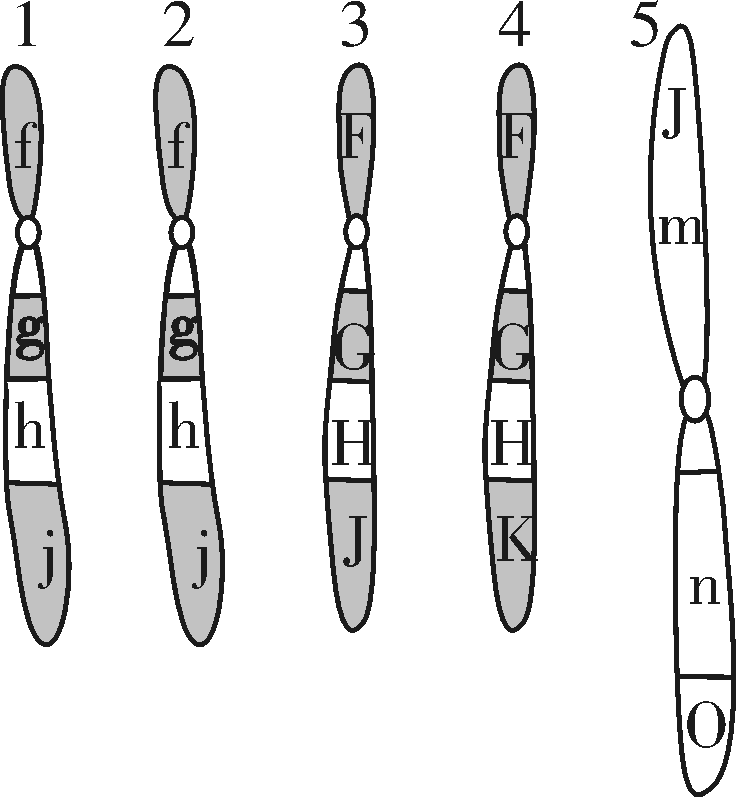 1 2 3 4 5
J
f f F F
m
g g G G
h h H H
j j J K
n
O